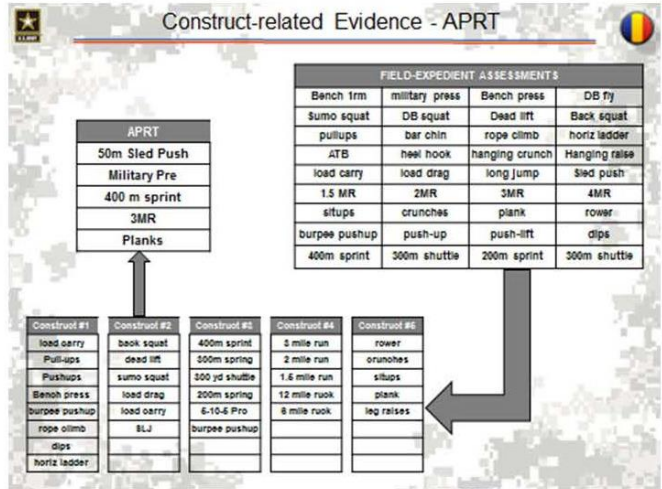 Construct-related Evidence - APRT
U.S. ARMY
FIELD-EXPEDIENT ASSESSMENTS
Bench 1rm military press Bench press DB fly
Sumo squat DB squat Dead lift Back squat
pullups bar chin rope climb horiz ladder
ATB heel hook hanging crunch Hanging raise
load carry load drag long jump Sled push
1.5 MR 2MR 3MR 4MR
situps crunches plank rower
burpee pushup push-up push-lift dips
400m sprint 300m shuttle 200m sprint 300m shuttle
APRT
50m Sled Push
Military Pre
400 m sprint
3MR
Planks
Construct #1 Construct #2 Construct #3 Construct #4 Construct #5
load carry back squat 400m sprint 3 mile run rower
Pull-ups dead lift 300m spring 2 mile run crunches
Pushups sumo squat 300 yd shuttle 1.5 mile run situps
Bench press load drag 200m spring 12 mile ruck plank
burpee pushup load carry 5-10-5 Pro 6 mile ruck leg raises
rope climb SLJ burpee pushup
dips
horiz ladder